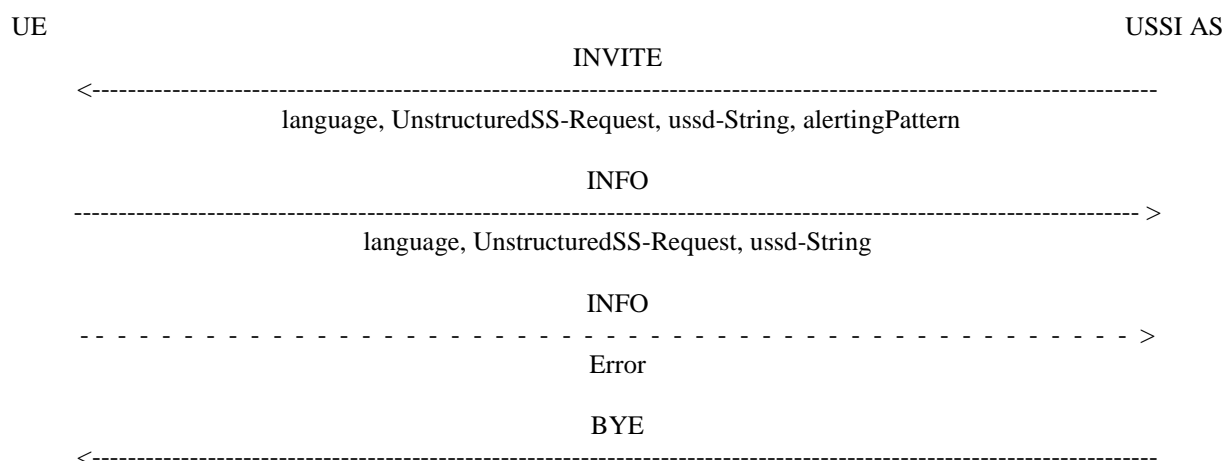 UE USSI AS
INVITE
language, UnstructuredSS-Request, ussd-String, alertingPattern
INFO
language, UnstructuredSS-Request, ussd-String
INFO
Error
BYE